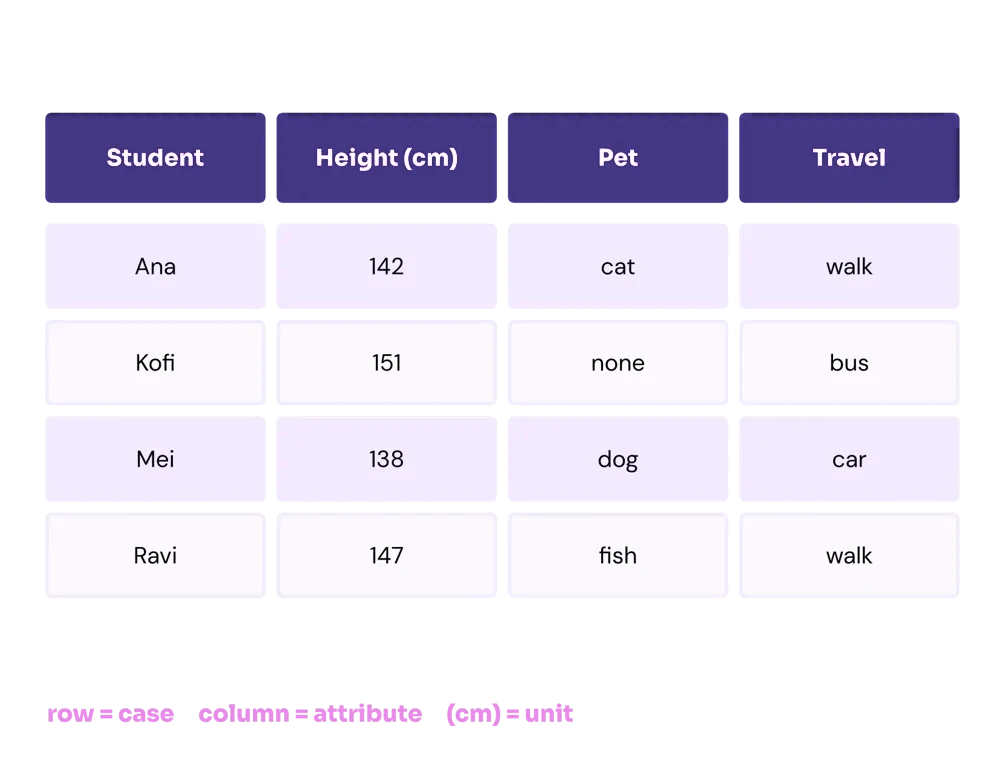 Student Height (cm) Pet Travel
Ana 142 cat walk
Kofi 151 none bus
Mei 138 dog car
Ravi 147 fish walk
row = case column = attribute (cm) = unit